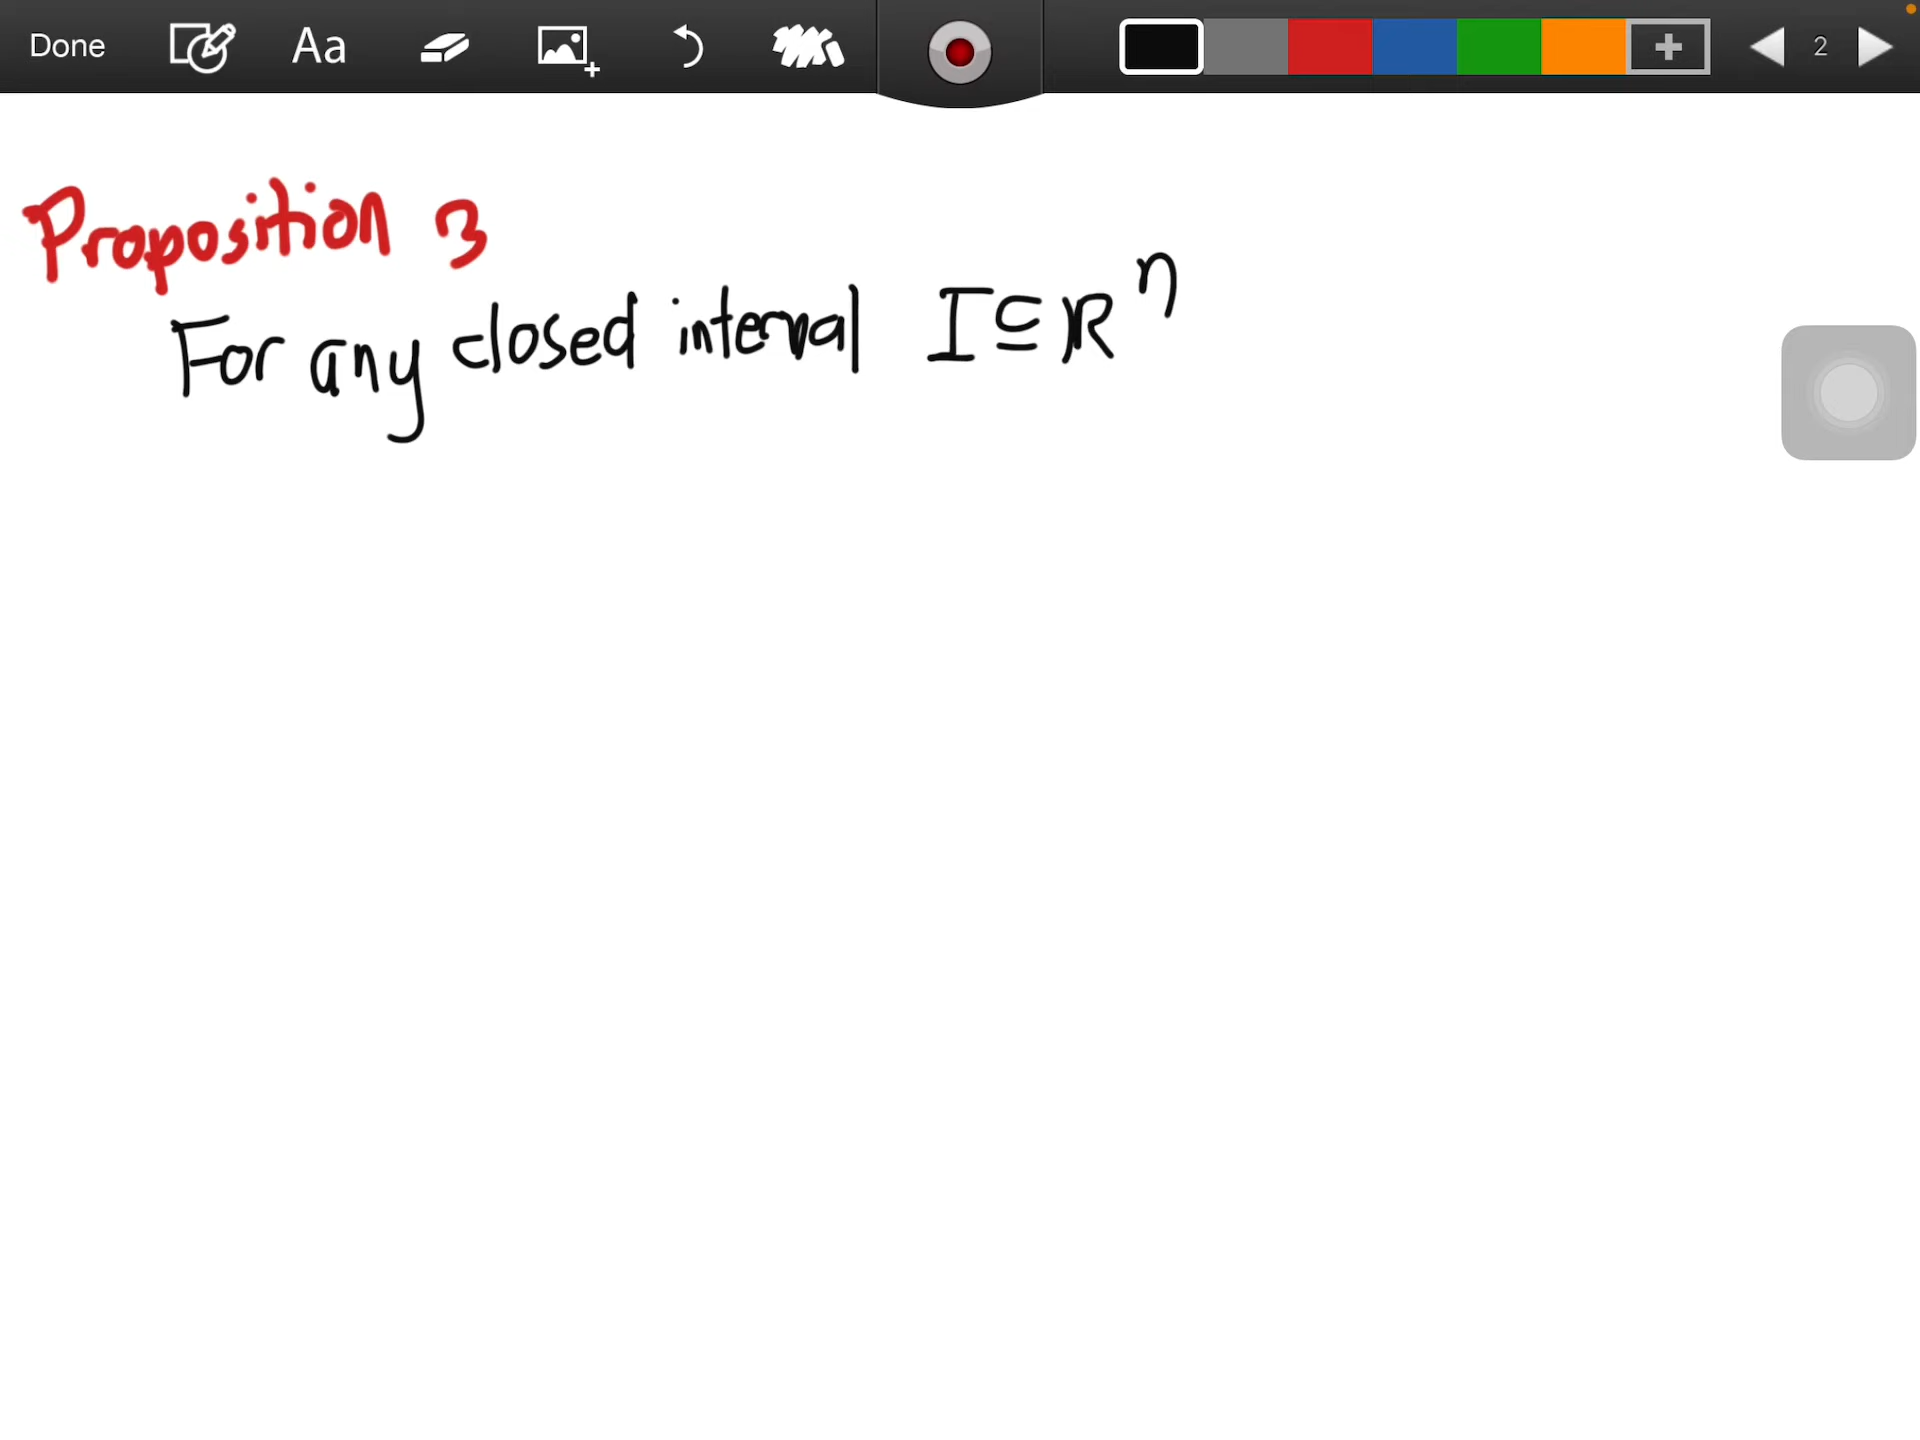 Done Aa 2
Proposition 3
For any closed interval I ⊆ ℝⁿ